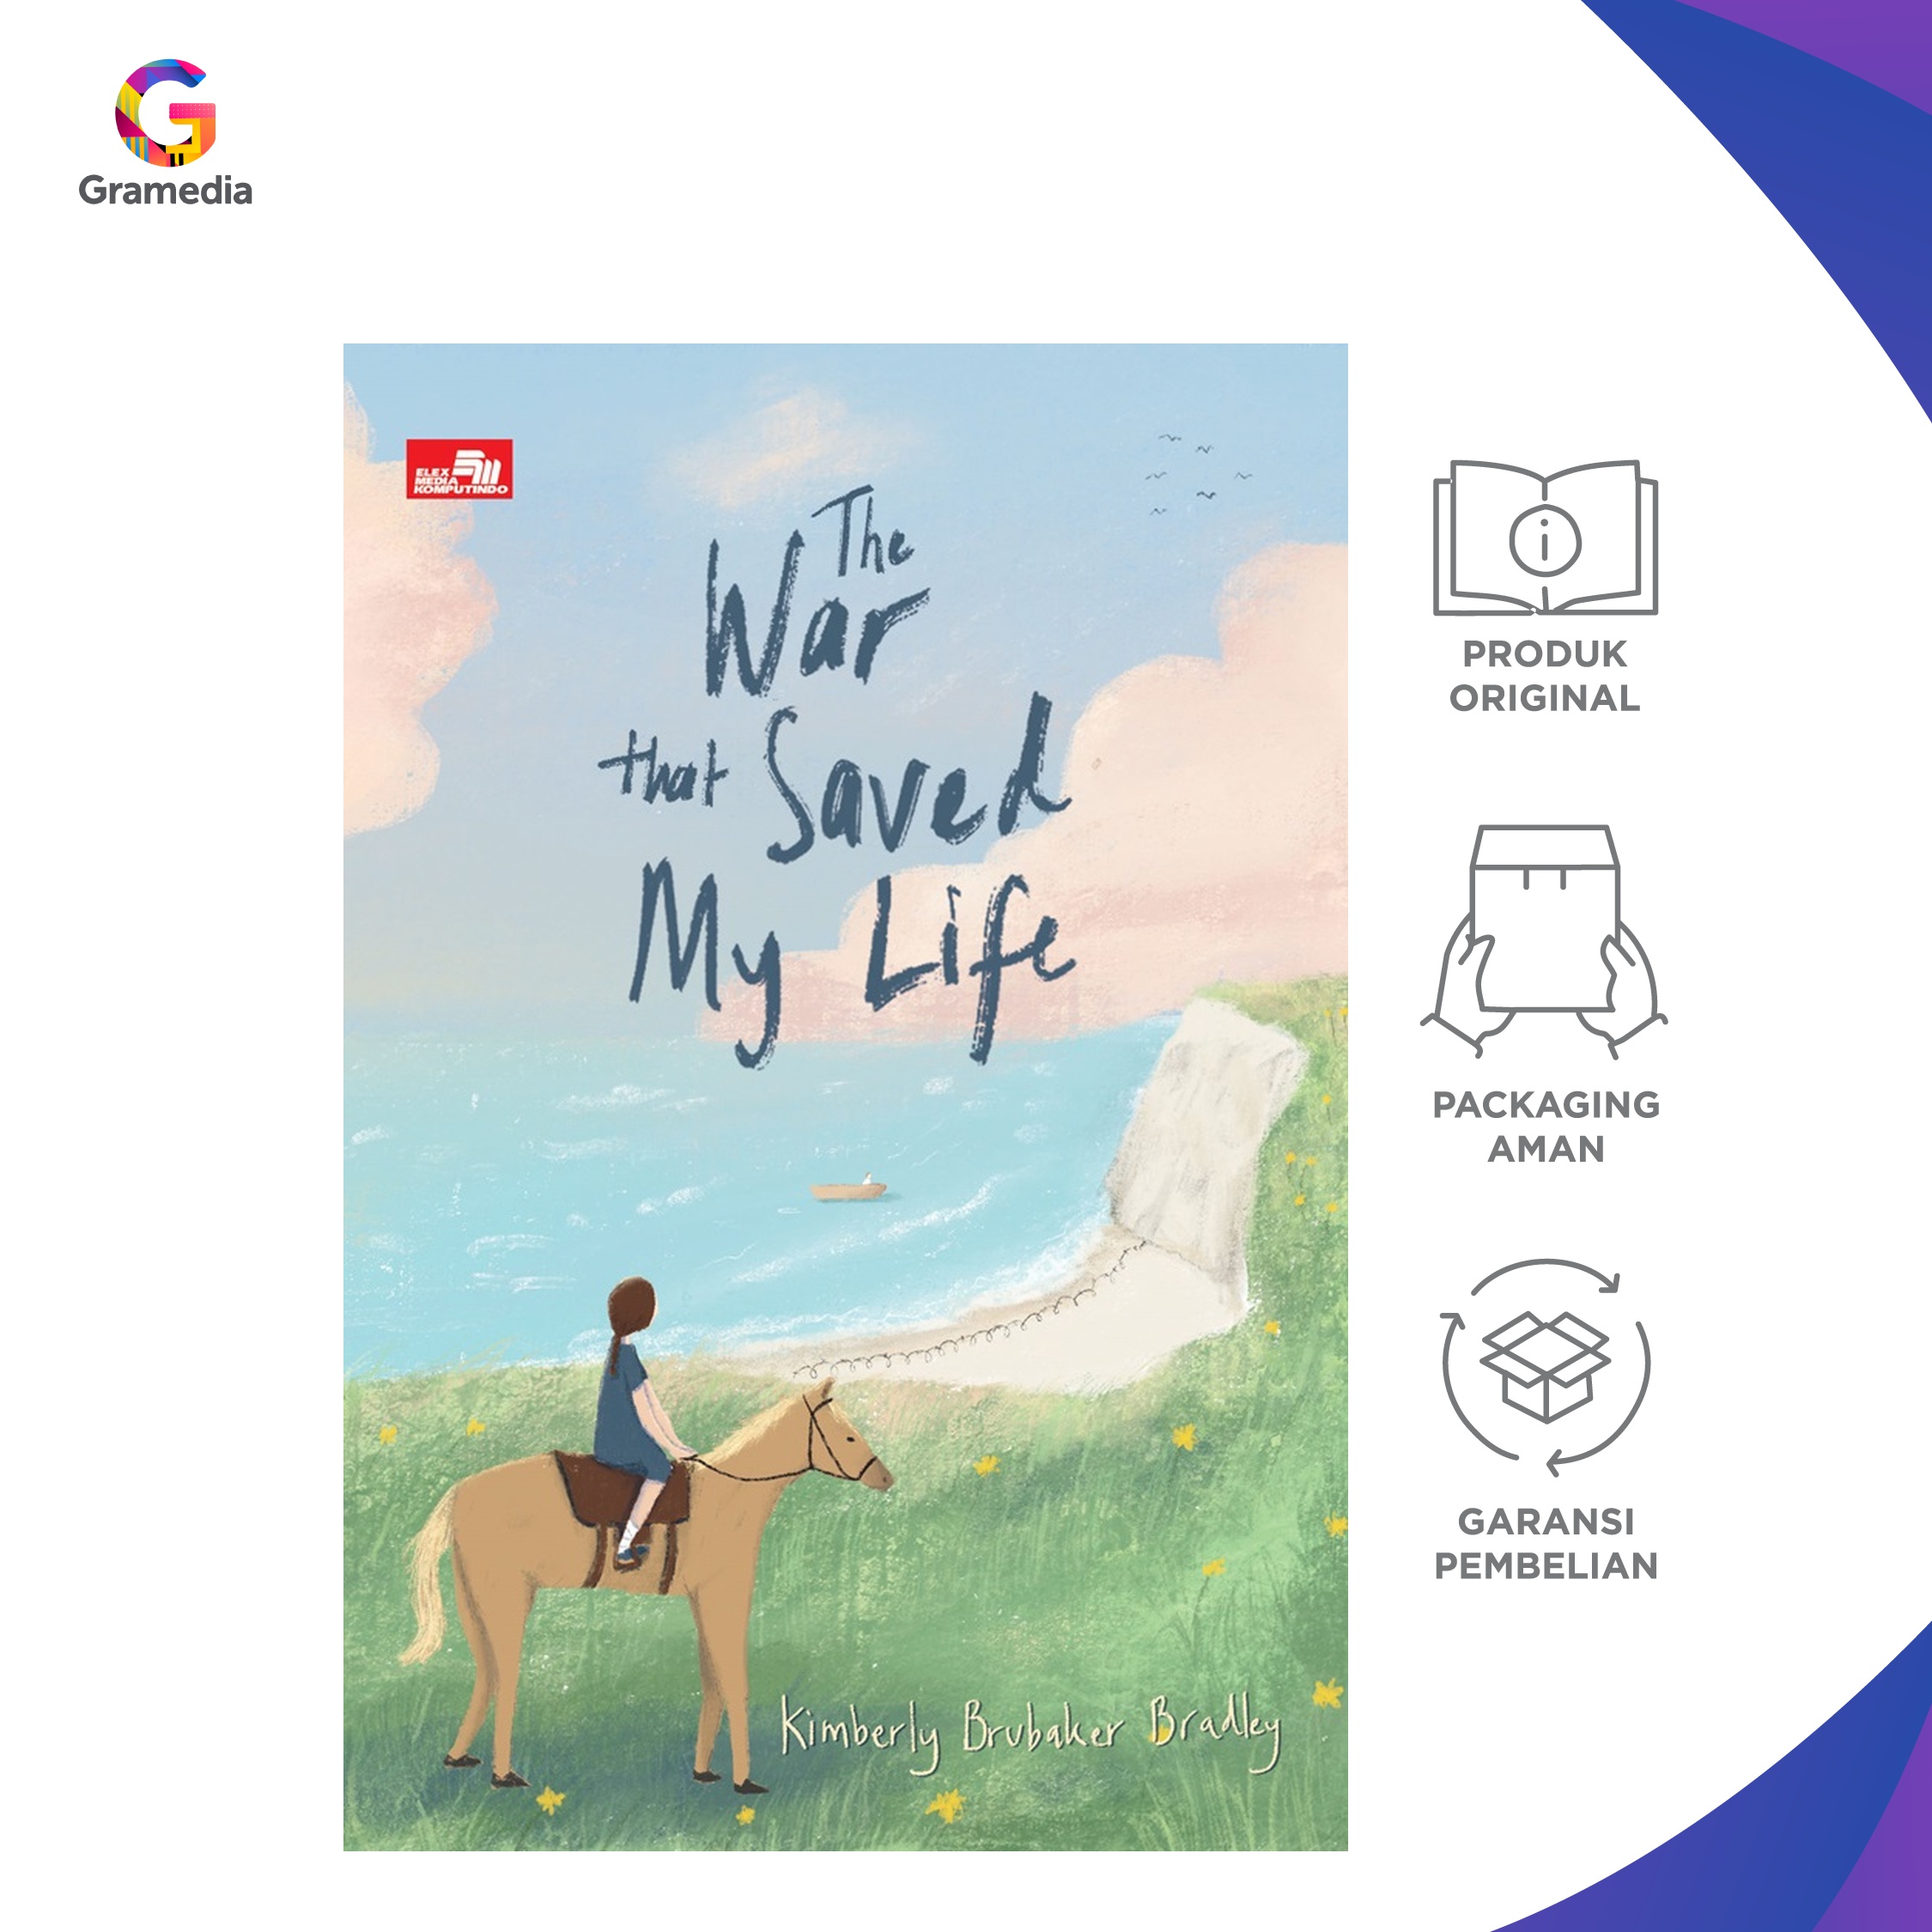 Gramedia
ELEX
MEDIA
KOMPUTINDO
The
War
that Saved
My Life
Kimberly Brubaker Bradley
PRODUK
ORIGINAL
PACKAGING
AMAN
GARANSI
PEMBELIAN